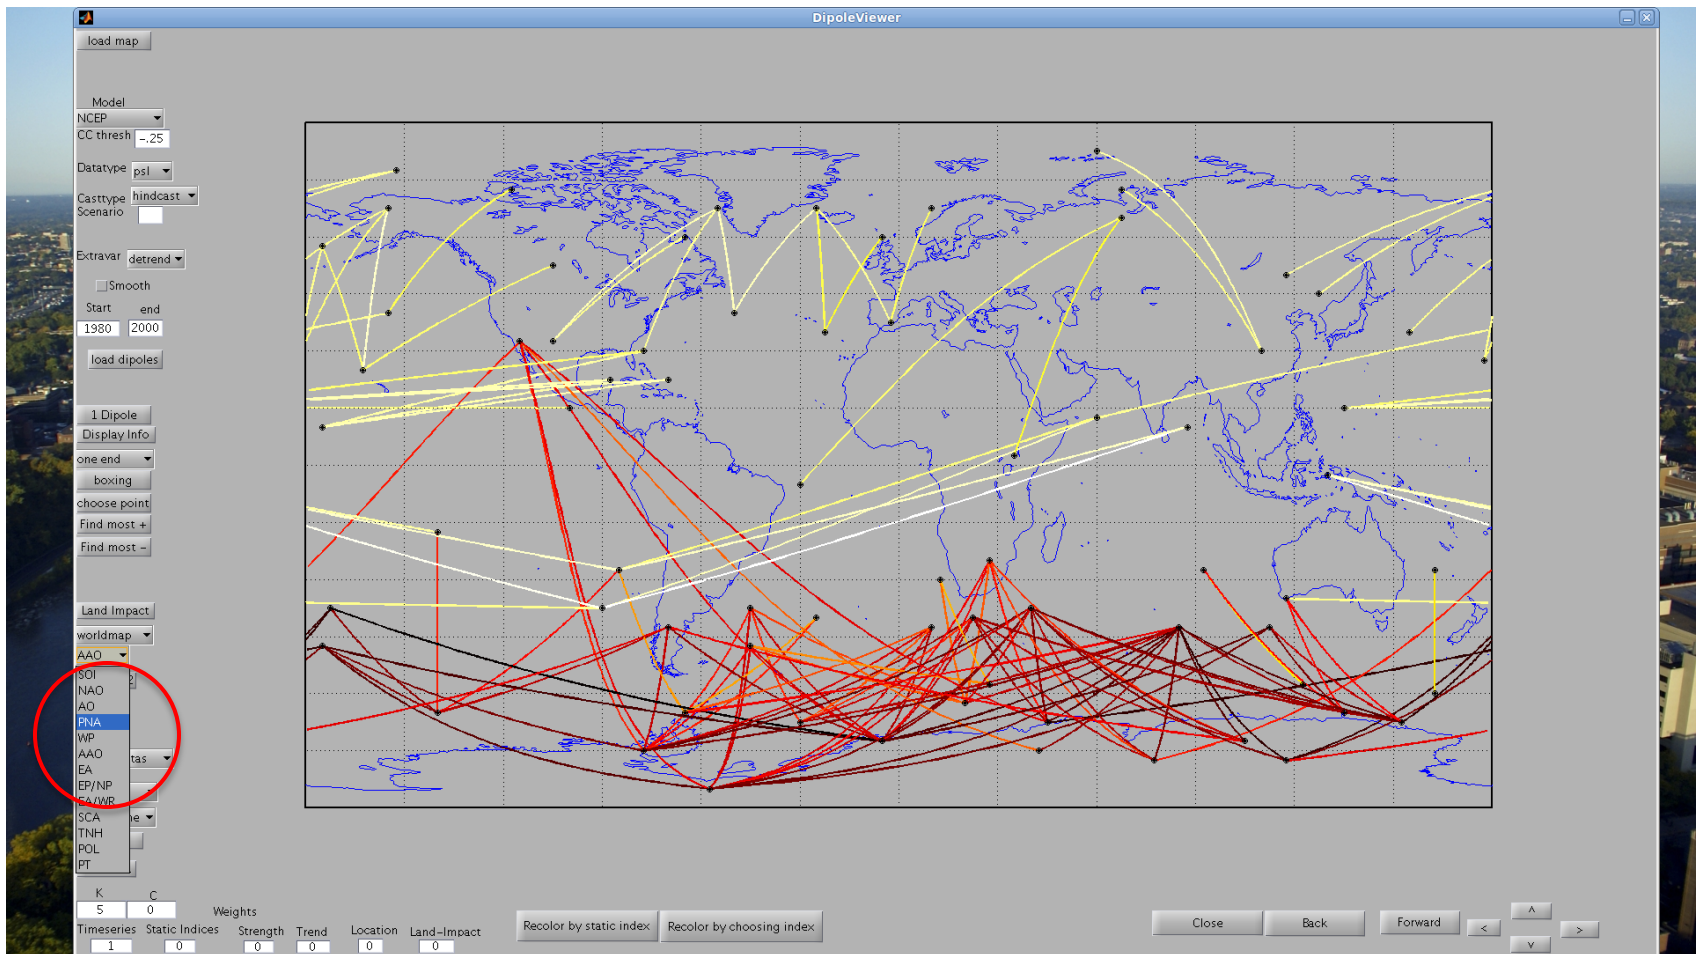 DipoleViewer
load map
Model
NCEP
CC thresh -.25
Datatype psl
Casttype hindcast
Scenario
Extravar detrend
Smooth
Start end
1980 2000
load dipoles
1 Dipole
Display Info
one end
boxing
choose point
Find most +
Find most -
Land Impact
worldmap
AAO
SOI
NAO
AO
PNA
WP
AAO
EA
tas
EP/NP
EA/WR
SCA
TNH
POL
PT
K C
5 0
Weights
Timeseries Static Indices Strength Trend Location Land-Impact
1 0 0 0 0 0
Recolor by static index Recolor by choosing index
Close Back Forward < ^ v >